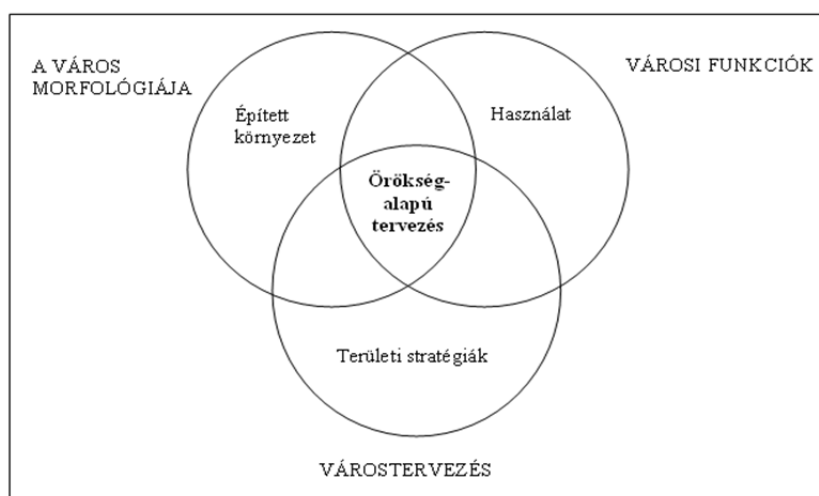 A VÁROS
MORFOLÓGIÁJA
VÁROSI FUNKCIÓK
Épített
környezet
Használat
Örökség-
alapú
tervezés
Területi stratégiák
VÁROSTERVEZÉS